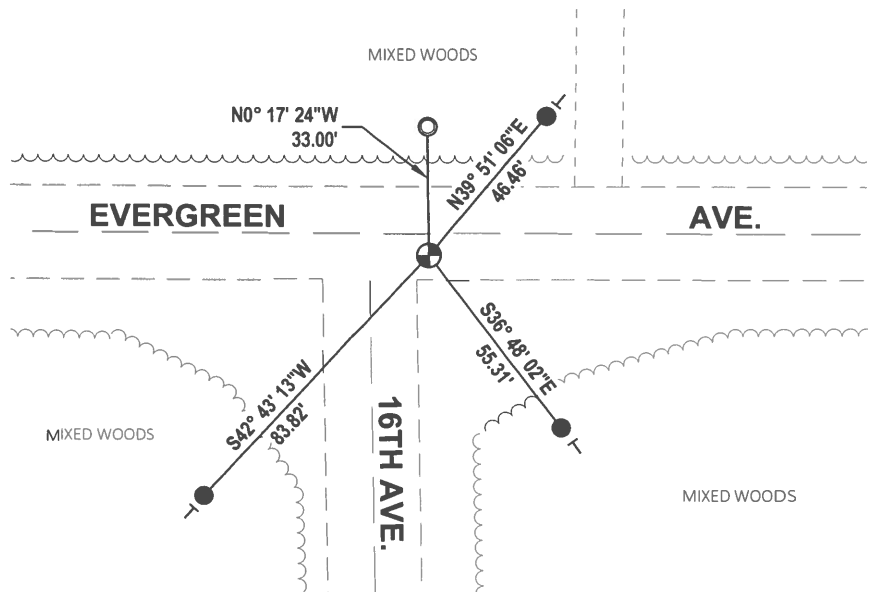 MIXED WOODS
N0° 17' 24"W
33.00'
N39° 51' 06"E
46.46'
EVERGREEN AVE.
S36° 48' 02"E
55.31'
S42° 43' 13"W
83.82'
16TH AVE.
MIXED WOODS
MIXED WOODS